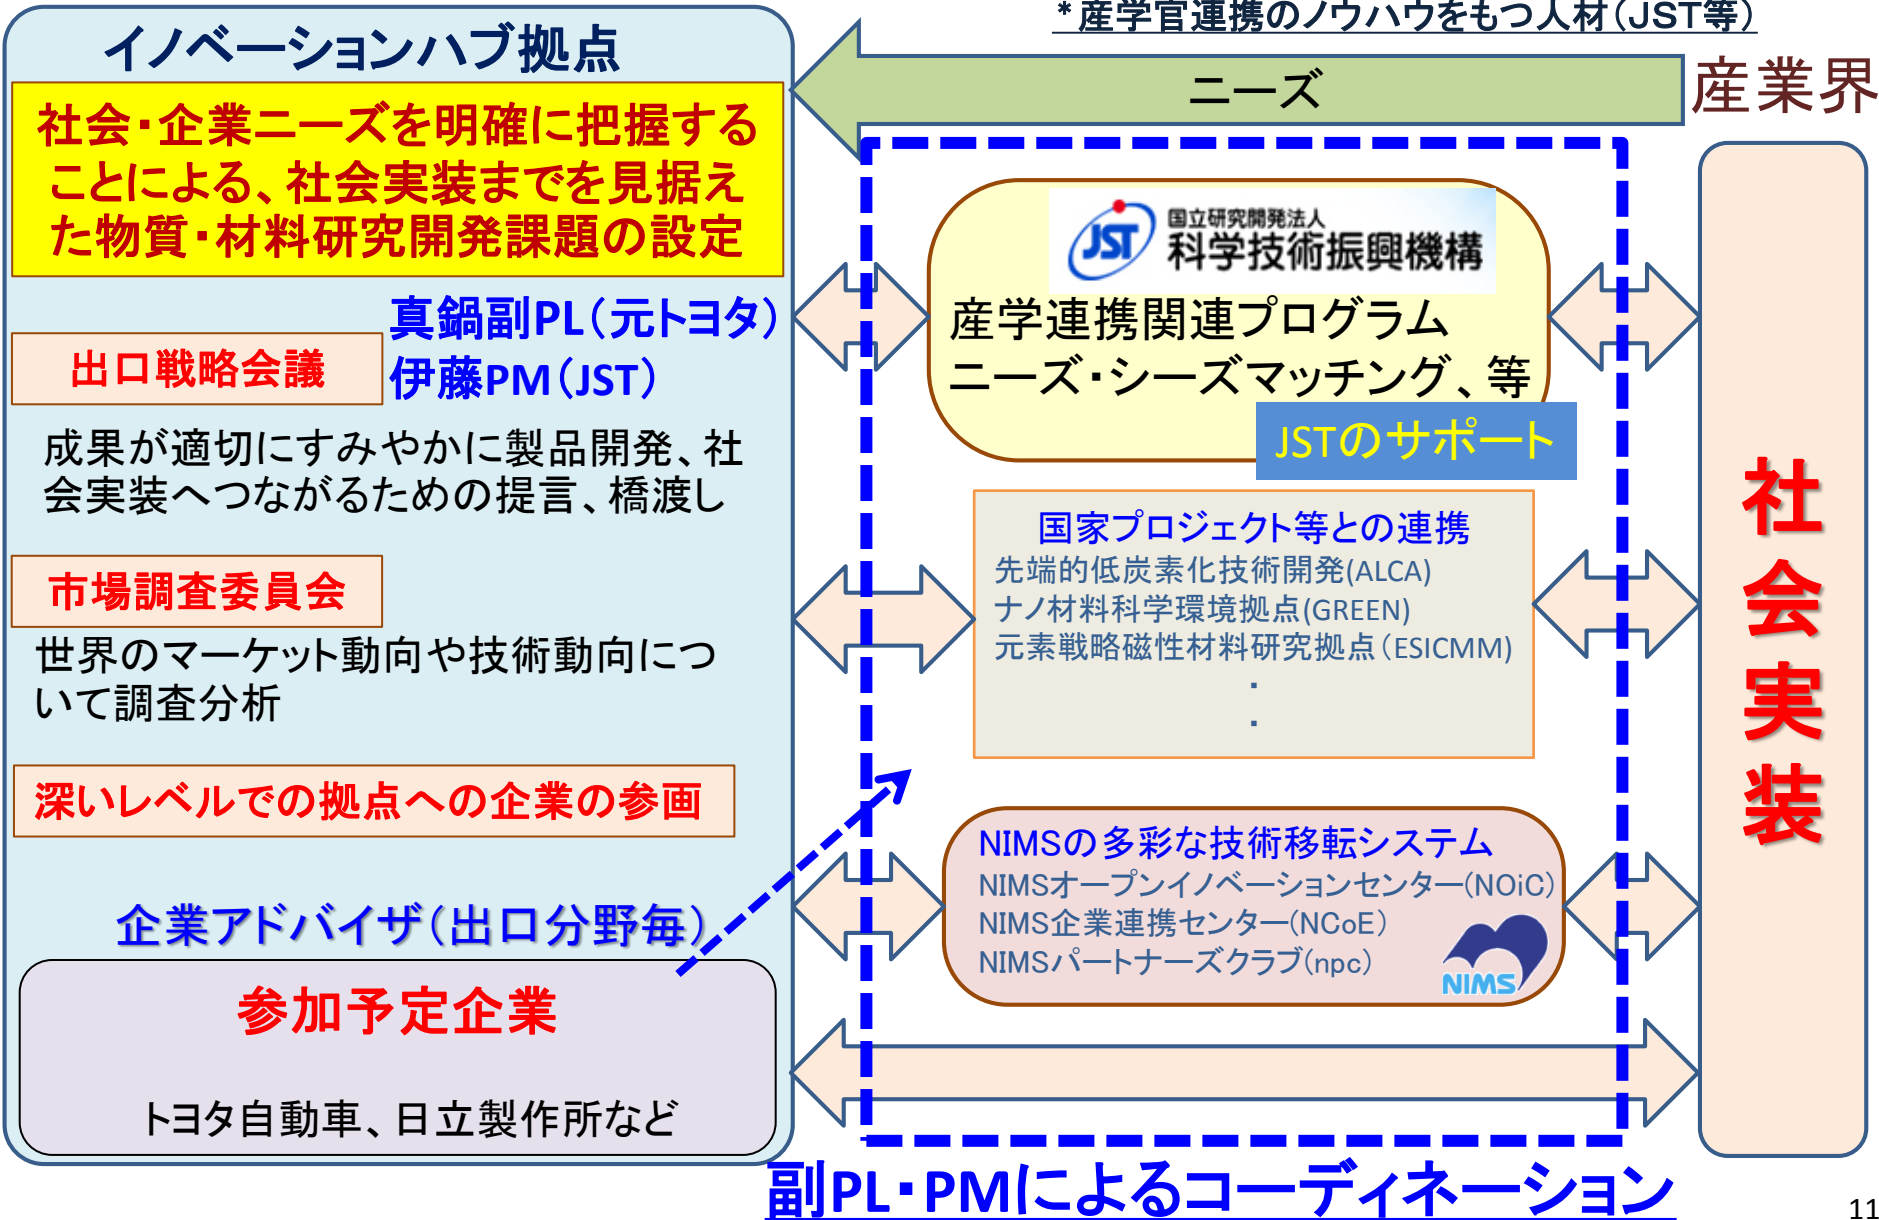 *産学官連携のノウハウをもつ人材(JST等)
イノベーションハブ拠点
ニーズ
産業界
社会・企業ニーズを明確に把握する
ことによる、社会実装までを見据え
た物質・材料研究開発課題の設定
真鍋副PL(元トヨタ)
伊藤PM(JST)
出口戦略会議
成果が適切にすみやかに製品開発、社
会実装へつながるための提言、橋渡し
市場調査委員会
世界のマーケット動向や技術動向につ
いて調査分析
深いレベルでの拠点への企業の参画
企業アドバイザ(出口分野毎)
参加予定企業
トヨタ自動車、日立製作所など
JST
国立研究開発法人
科学技術振興機構
産学連携関連プログラム
ニーズ・シーズマッチング、等
JSTのサポート
国家プロジェクト等との連携
先端的低炭素化技術開発(ALCA)
ナノ材料科学環境拠点(GREEN)
元素戦略磁性材料研究拠点(ESICMM)
・
・
NIMSの多彩な技術移転システム
NIMSオープンイノベーションセンター(NOiC)
NIMS企業連携センター(NCoE)
NIMSパートナーズクラブ(npc)
NIMS
社会実装
副PL・PMによるコーディネーション
11